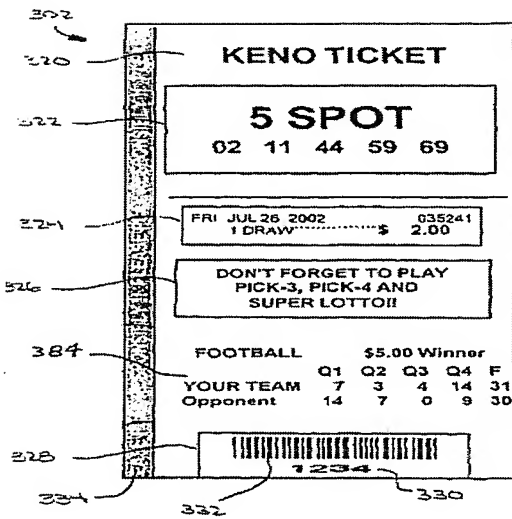 302
320 KENO TICKET
322 5 SPOT
02 11 44 59 69
324 FRI JUL 26 2002 035241
1 DRAW $ 2.00
326 DON'T FORGET TO PLAY
PICK-3, PICK-4 AND
SUPER LOTTO!!
384 FOOTBALL $5.00 Winner
Q1 Q2 Q3 Q4 F
YOUR TEAM 7 3 4 14 31
Opponent 14 7 0 9 30
328
1234
334 332 330